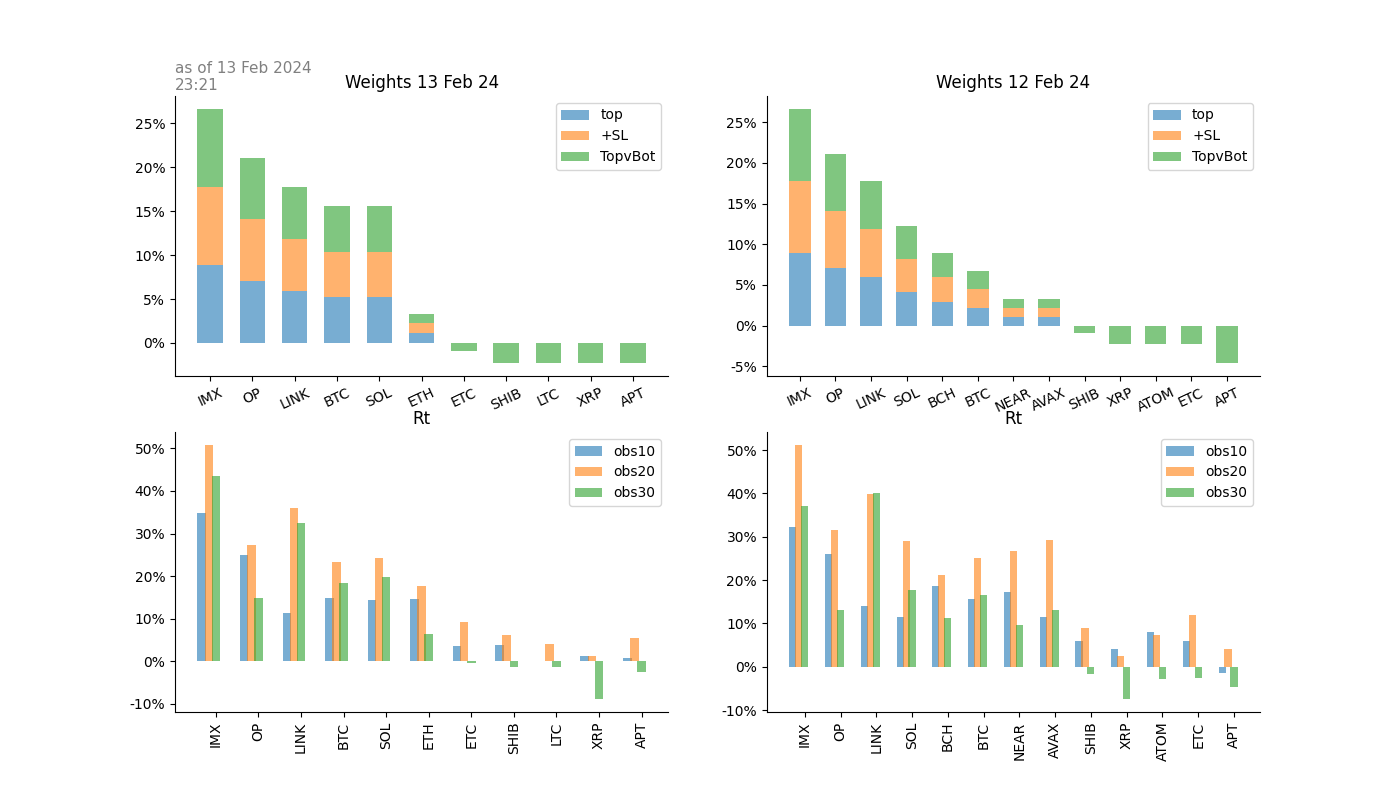 as of 13 Feb 2024
23:21
Weights 13 Feb 24
25%
20%
15%
10%
5%
0%
top
+SL
TopvBot
IMX OP LINK BTC SOL ETH ETC SHIB LTC XRP APT
Weights 12 Feb 24
25%
20%
15%
10%
5%
0%
-5%
top
+SL
TopvBot
IMX OP LINK SOL BCH BTC NEAR AVAX SHIB XRP ATOM ETC APT
Rt
50%
40%
30%
20%
10%
0%
-10%
obs10
obs20
obs30
IMX OP LINK BTC SOL ETH ETC SHIB LTC XRP APT
Rt
50%
40%
30%
20%
10%
0%
-10%
obs10
obs20
obs30
IMX OP LINK SOL BCH BTC NEAR AVAX SHIB XRP ATOM ETC APT